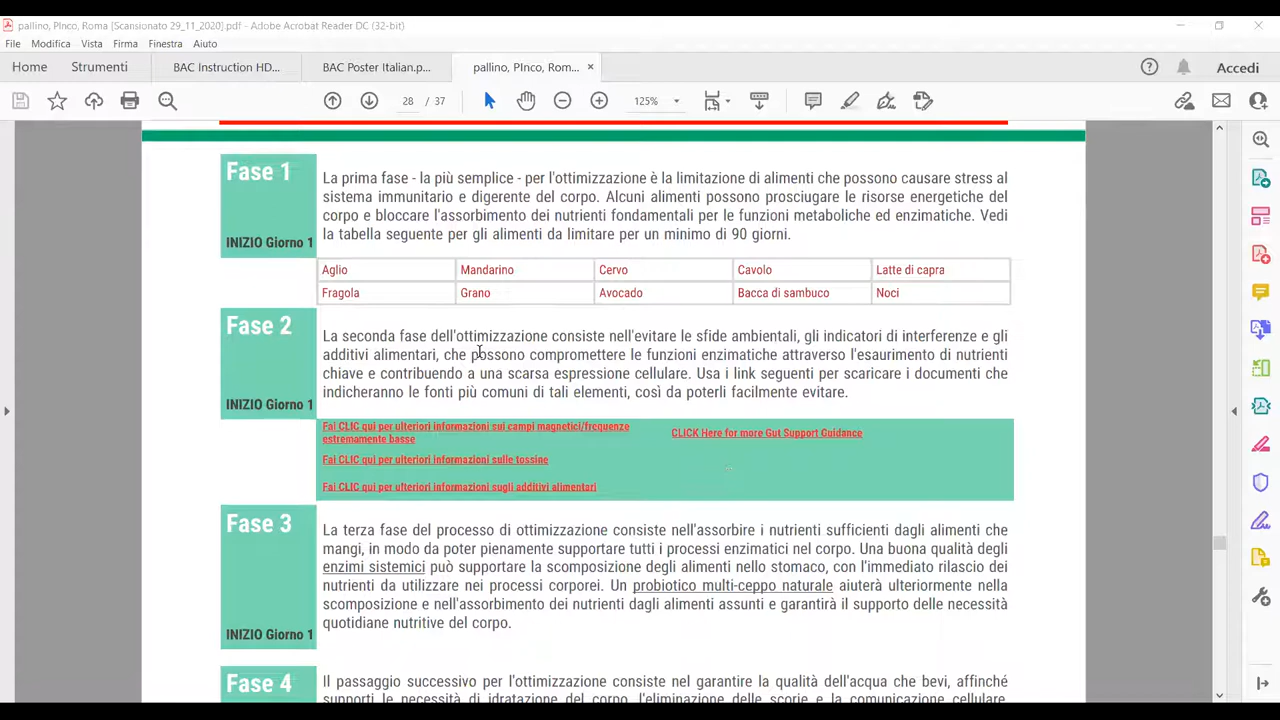 pallino, PInco, Roma [Scansionato 29_11_2020].pdf - Adobe Acrobat Reader DC (32-bit)
File Modifica Vista Firma Finestra Aiuto
Home Strumenti BAC Instruction HD... BAC Poster Italian.p... pallino, PInco, Rom... × Accedi
28 / 37 125%
Fase 1
La prima fase - la più semplice - per l'ottimizzazione è la limitazione di alimenti che possono causare stress al
sistema immunitario e digerente del corpo. Alcuni alimenti possono prosciugare le risorse energetiche del
corpo e bloccare l'assorbimento dei nutrienti fondamentali per le funzioni metaboliche ed enzimatiche. Vedi
la tabella seguente per gli alimenti da limitare per un minimo di 90 giorni.
INIZIO Giorno 1
Aglio Mandarino Cervo Cavolo Latte di capra
Fragola Grano Avocado Bacca di sambuco Noci
Fase 2
La seconda fase dell'ottimizzazione consiste nell'evitare le sfide ambientali, gli indicatori di interferenze e gli
additivi alimentari, che possono compromettere le funzioni enzimatiche attraverso l'esaurimento di nutrienti
chiave e contribuendo a una scarsa espressione cellulare. Usa i link seguenti per scaricare i documenti che
indicheranno le fonti più comuni di tali elementi, così da poterli facilmente evitare.
INIZIO Giorno 1
Fai CLIC qui per ulteriori informazioni sui campi magnetici/frequenze
estremamente basse
CLICK Here for more Gut Support Guidance
Fai CLIC qui per ulteriori informazioni sulle tossine
Fai CLIC qui per ulteriori informazioni sugli additivi alimentari
Fase 3
La terza fase del processo di ottimizzazione consiste nell'assorbire i nutrienti sufficienti dagli alimenti che
mangi, in modo da poter pienamente supportare tutti i processi enzimatici nel corpo. Una buona qualità degli
enzimi sistemici può supportare la scomposizione degli alimenti nello stomaco, con l'immediato rilascio dei
nutrienti da utilizzare nei processi corporei. Un probiotico multi-ceppo naturale aiuterà ulteriormente nella
scomposizione e nell'assorbimento dei nutrienti dagli alimenti assunti e garantirà il supporto delle necessità
quotidiane nutritive del corpo.
INIZIO Giorno 1
Fase 4
Il passaggio successivo per l'ottimizzazione consiste nel garantire la qualità dell'acqua che bevi, affinché
supporti le necessità di idratazione del corpo, l'eliminazione delle scorie e la comunicazione cellulare.